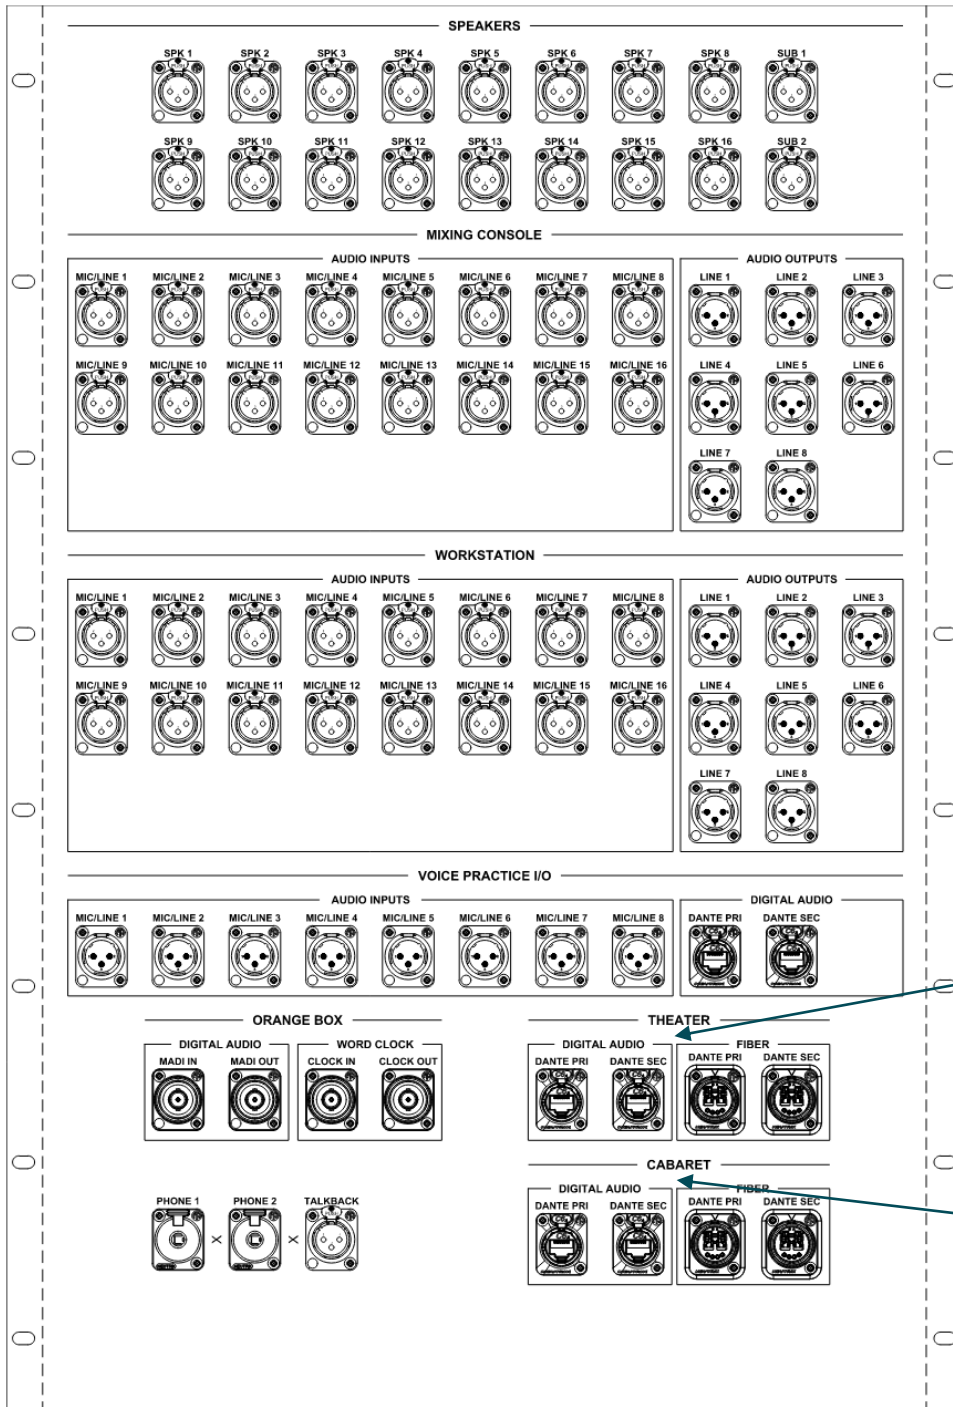 SPEAKERS
SPK 1 SPK 2 SPK 3 SPK 4 SPK 5 SPK 6 SPK 7 SPK 8 SUB 1
SPK 9 SPK 10 SPK 11 SPK 12 SPK 13 SPK 14 SPK 15 SPK 16 SUB 2
MIXING CONSOLE
AUDIO INPUTS AUDIO OUTPUTS
MIC/LINE 1 MIC/LINE 2 MIC/LINE 3 MIC/LINE 4 MIC/LINE 5 MIC/LINE 6 MIC/LINE 7 MIC/LINE 8 LINE 1 LINE 2 LINE 3
MIC/LINE 9 MIC/LINE 10 MIC/LINE 11 MIC/LINE 12 MIC/LINE 13 MIC/LINE 14 MIC/LINE 15 MIC/LINE 16 LINE 4 LINE 5 LINE 6
LINE 7 LINE 8
WORKSTATION
AUDIO INPUTS AUDIO OUTPUTS
MIC/LINE 1 MIC/LINE 2 MIC/LINE 3 MIC/LINE 4 MIC/LINE 5 MIC/LINE 6 MIC/LINE 7 MIC/LINE 8 LINE 1 LINE 2 LINE 3
MIC/LINE 9 MIC/LINE 10 MIC/LINE 11 MIC/LINE 12 MIC/LINE 13 MIC/LINE 14 MIC/LINE 15 MIC/LINE 16 LINE 4 LINE 5 LINE 6
LINE 7 LINE 8
VOICE PRACTICE I/O
AUDIO INPUTS DIGITAL AUDIO
MIC/LINE 1 MIC/LINE 2 MIC/LINE 3 MIC/LINE 4 MIC/LINE 5 MIC/LINE 6 MIC/LINE 7 MIC/LINE 8 DANTE PRI DANTE SEC
ORANGE BOX THEATER
DIGITAL AUDIO WORD CLOCK DIGITAL AUDIO FIBER
MADI IN MADI OUT CLOCK IN CLOCK OUT DANTE PRI DANTE SEC DANTE PRI DANTE SEC
CABARET
DIGITAL AUDIO FIBER
PHONE 1 PHONE 2 TALKBACK DANTE PRI DANTE SEC DANTE PRI DANTE SEC